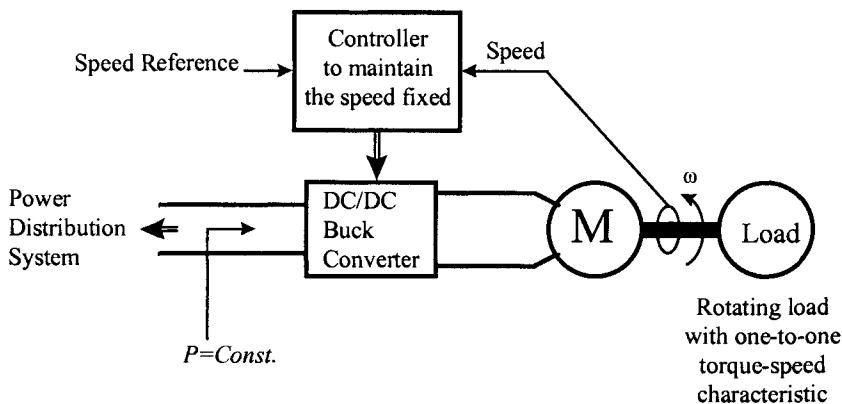 Controller
to maintain
the speed fixed
Speed Reference
Speed
Power
Distribution
System
DC/DC
Buck
Converter
M
ω
Load
P=Const.
Rotating load
with one-to-one
torque-speed
characteristic